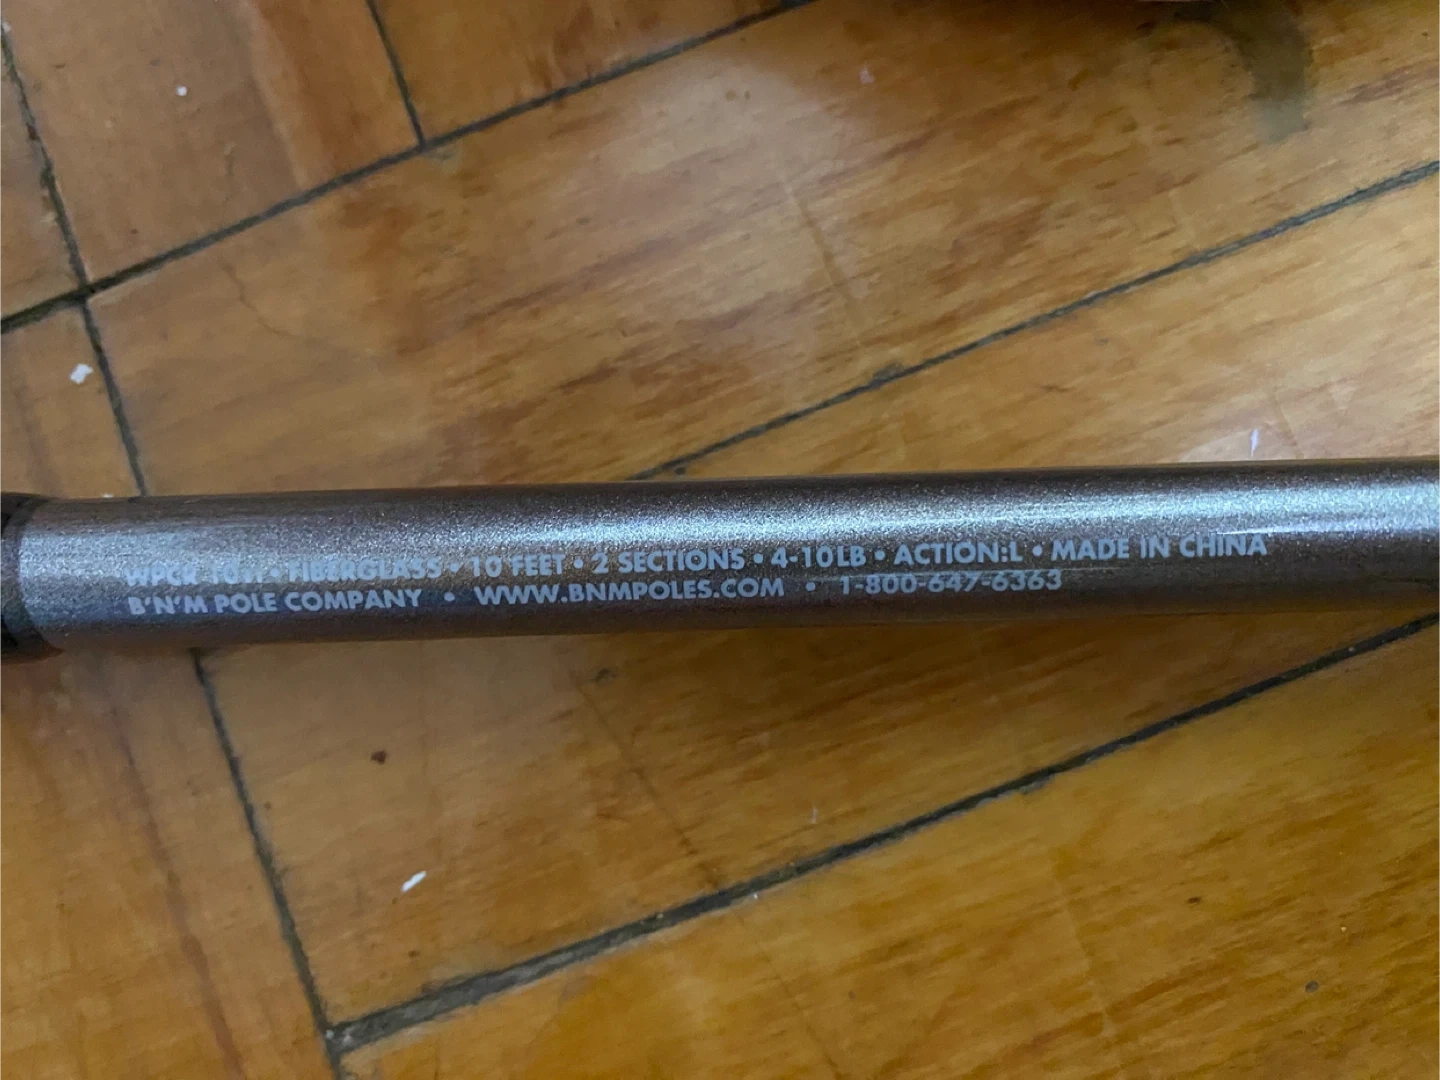 FIBERGLASS • 10 FEET • 2 SECTIONS • 4-10LB • ACTION:L • MADE IN CHINA
B'N'M POLE COMPANY • WWW.BNMPOLES.COM • 1-800-647-6363